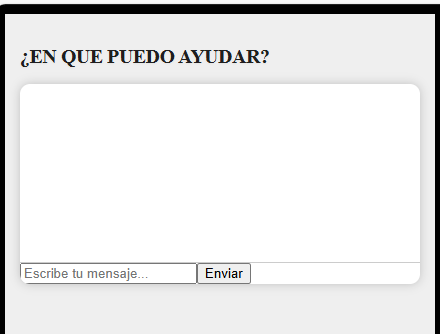 ¿EN QUE PUEDO AYUDAR?
Escribe tu mensaje... Enviar